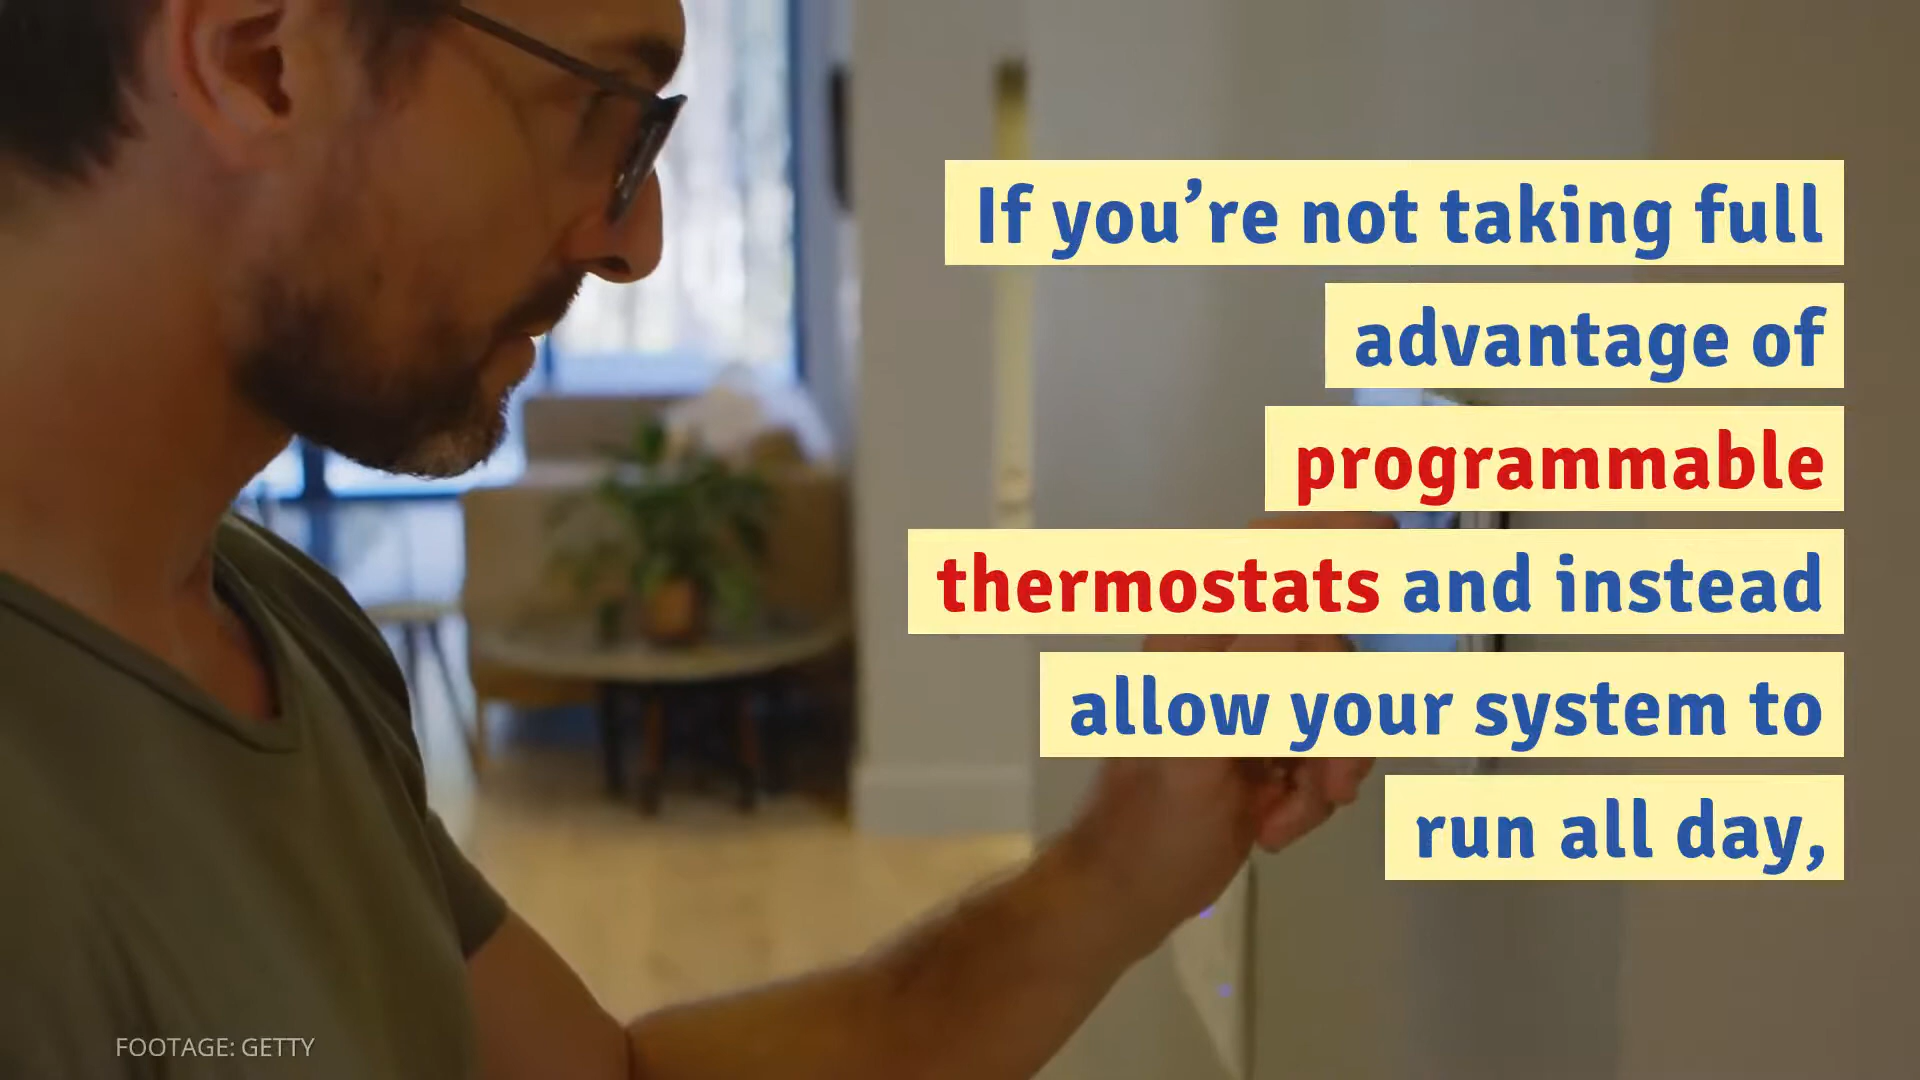 If you’re not taking full
advantage of
programmable
thermostats and instead
allow your system to
run all day,
FOOTAGE: GETTY